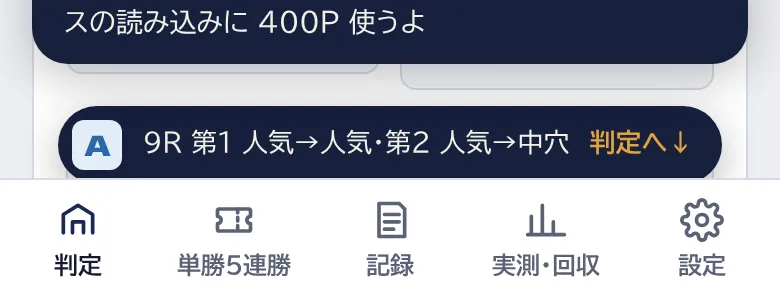 スの読み込みに 400P 使うよ
A 9R 第1 人気→人気・第2 人気→中穴 判定へ↓
判定 単勝5連勝 記録 実測・回収 設定